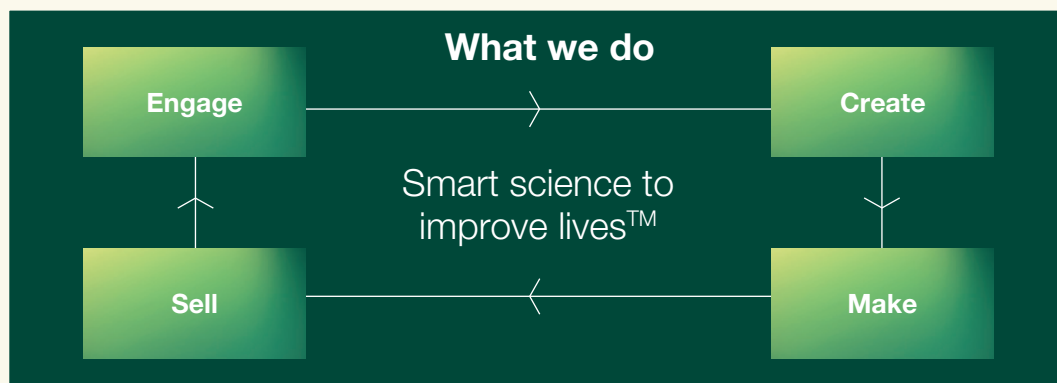 What we do
Engage
Create
Smart science to
improve lives™
Sell
Make